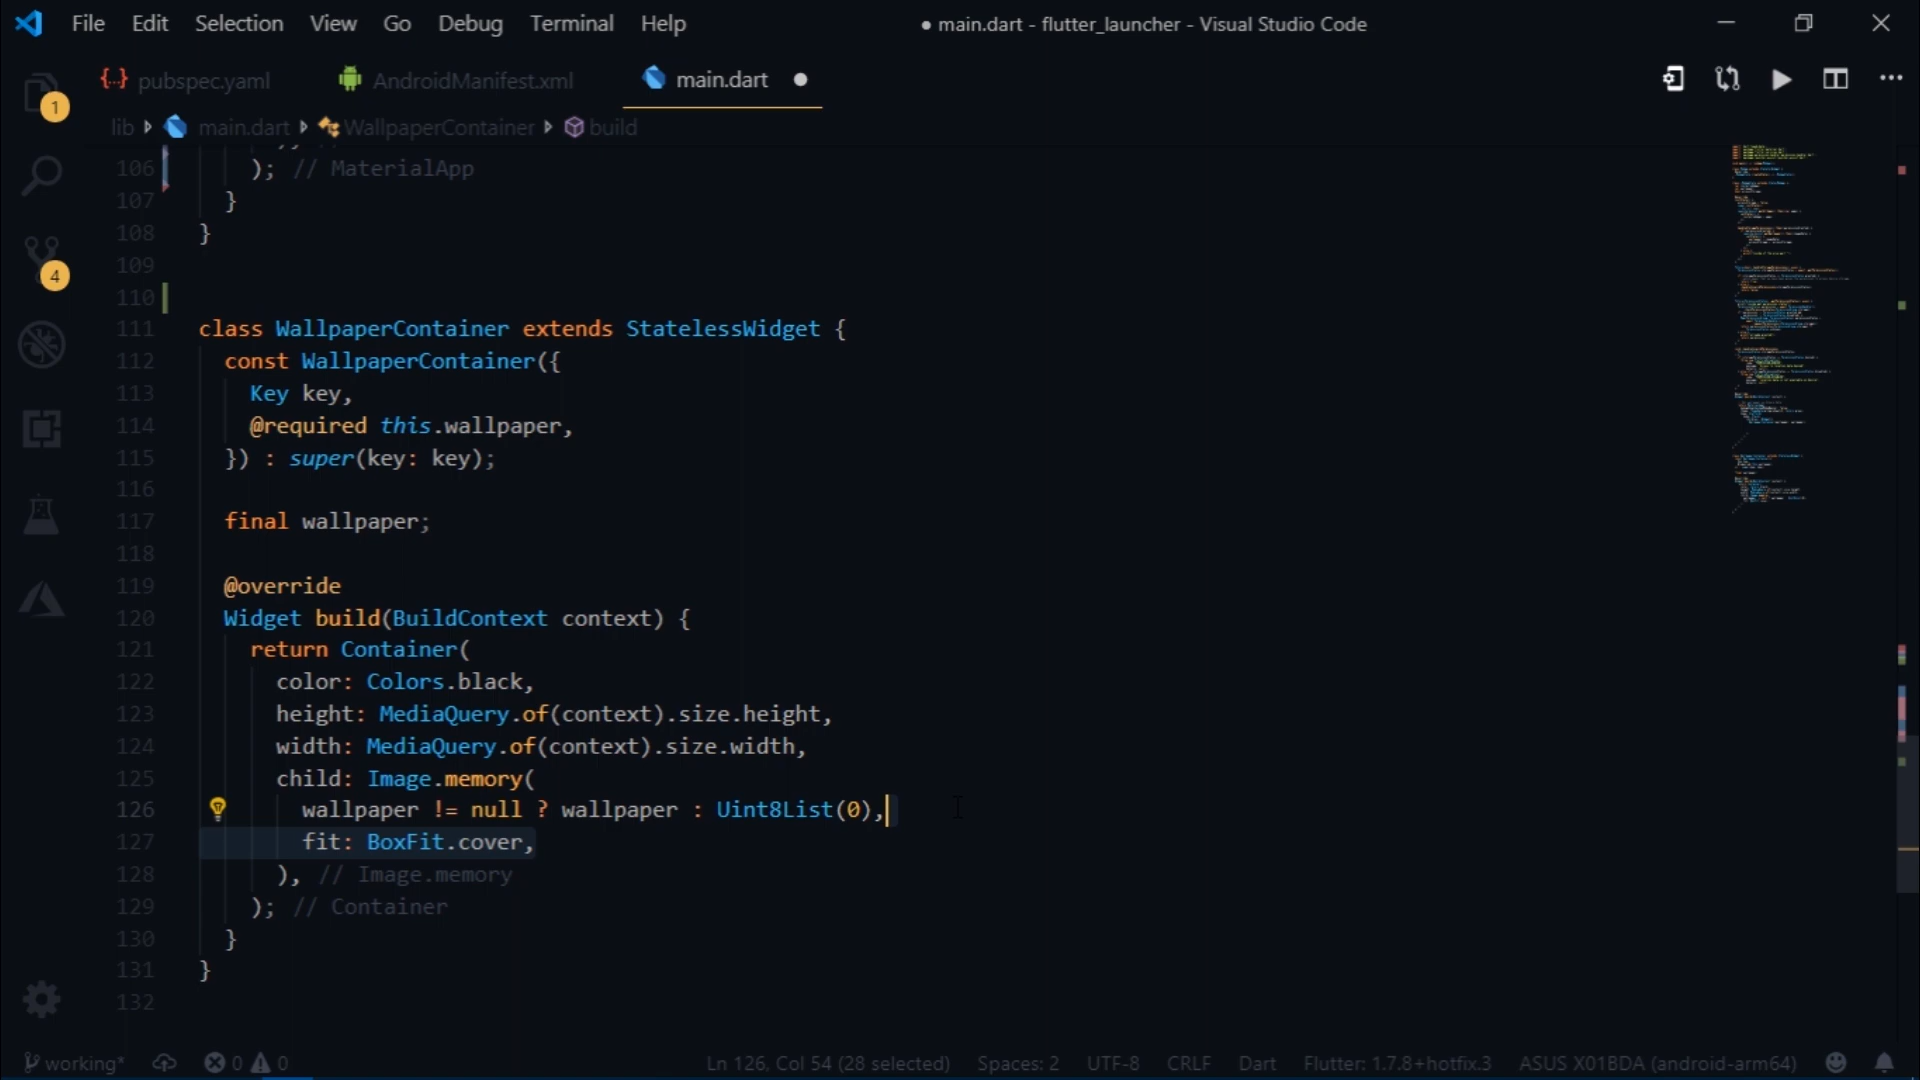 File Edit Selection View Go Debug Terminal Help
● main.dart - flutter_launcher - Visual Studio Code
{..} pubspec.yaml AndroidManifest.xml main.dart ●
lib main.dart WallpaperContainer build
1
4
106 ); // MaterialApp
107 }
108 }
109
110
111 class WallpaperContainer extends StatelessWidget {
112 const WallpaperContainer({
113 Key key,
114 @required this.wallpaper,
115 }) : super(key: key);
116
117 final wallpaper;
118
119 @override
120 Widget build(BuildContext context) {
121 return Container(
122 color: Colors.black,
123 height: MediaQuery.of(context).size.height,
124 width: MediaQuery.of(context).size.width,
125 child: Image.memory(
126 wallpaper != null ? wallpaper : Uint8List(0),
127 fit: BoxFit.cover,
128 ), // Image.memory
129 ); // Container
130 }
131 }
132
working* 0 0 Ln 126, Col 54 (28 selected) Spaces: 2 UTF-8 CRLF Dart Flutter: 1.7.8+hotfix.3 ASUS X01BDA (android-arm64)